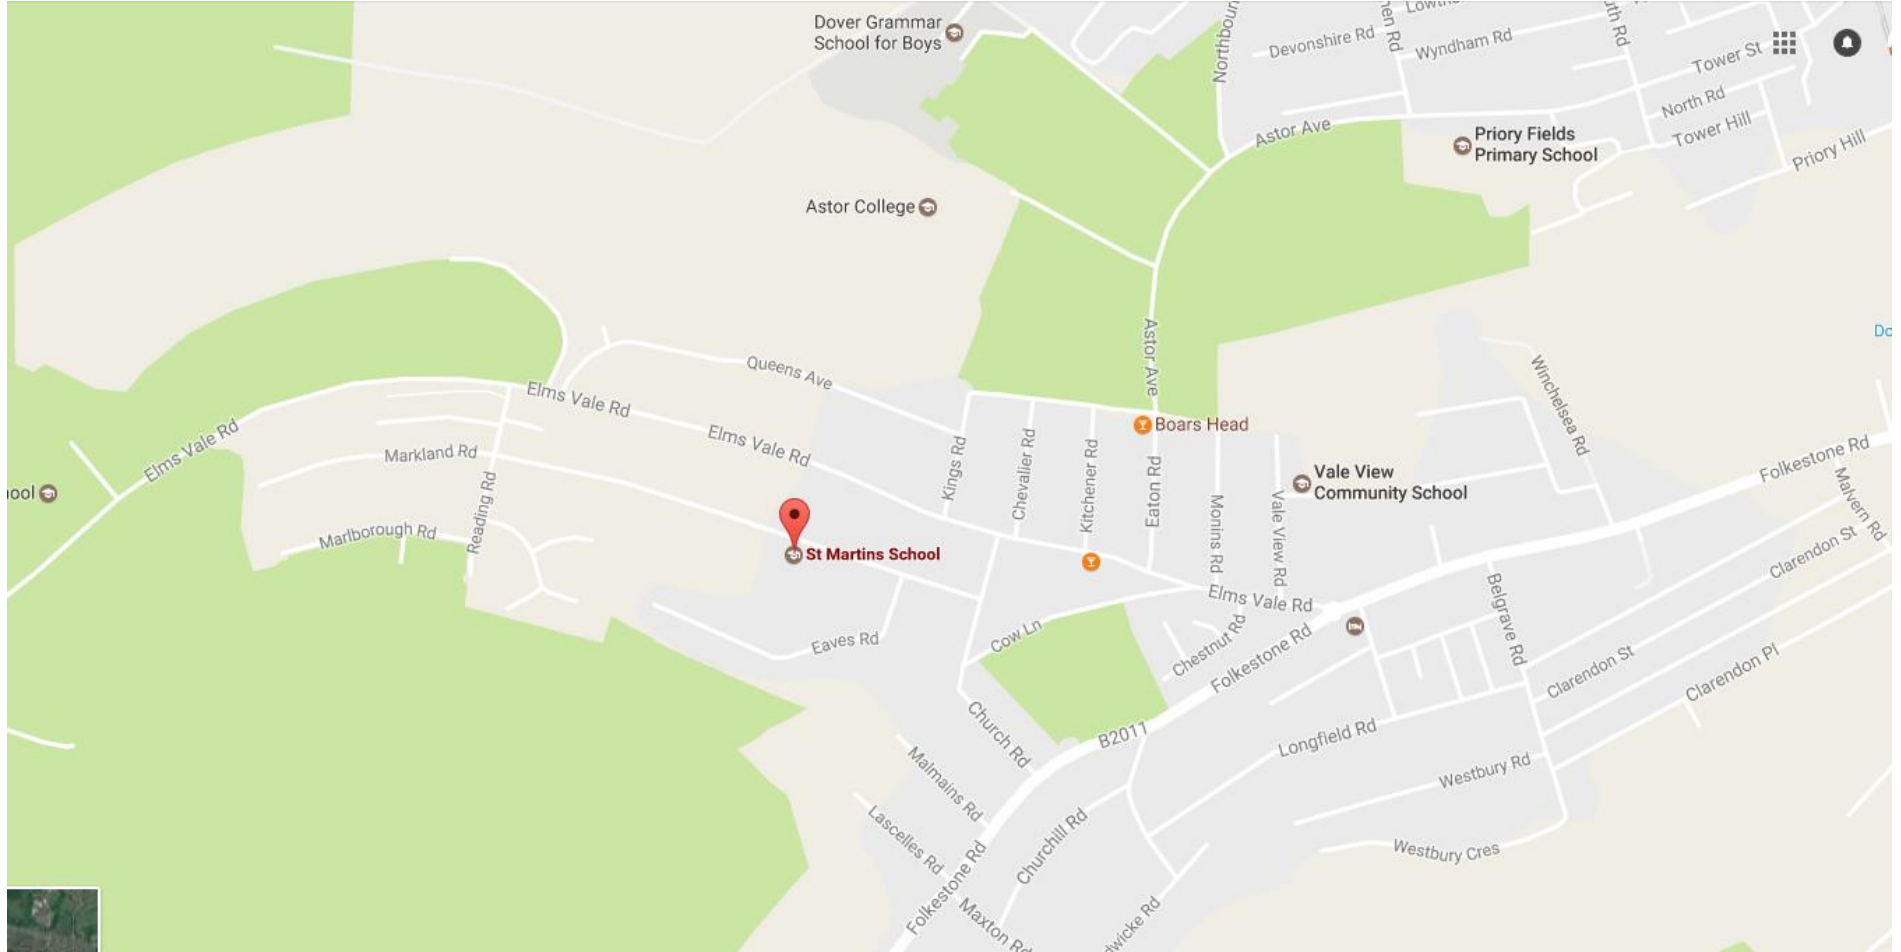 Dover Grammar
School for Boys
Northbour
Devonshire Rd
Wyndham Rd
Tower St
North Rd
Tower Hill
Priory Hill
Astor Ave
Priory Fields
Primary School
Astor College
Astor Ave
Queens Ave
Elms Vale Rd
Elms Vale Rd
Elms Vale Rd
Boars Head
Winchelsea Rd
Folkestone Rd
Malvern Rd
Markland Rd
Reading Rd
Kings Rd
Chevalier Rd
Kitchener Rd
Eaton Rd
Monins Rd
Vale View Rd
Vale View
Community School
ool
Marlborough Rd
St Martins School
Clarendon St
Elms Vale Rd
Belgrave Rd
Eaves Rd
Cow Ln
Chestnut Rd
Folkestone Rd
Clarendon St
Clarendon Pl
Church Rd
B2011
Longfield Rd
Malmains Rd
Westbury Rd
Lascelles Rd
Churchill Rd
Westbury Cres
Folkestone Rd
Maxton Rd
dwicke Rd